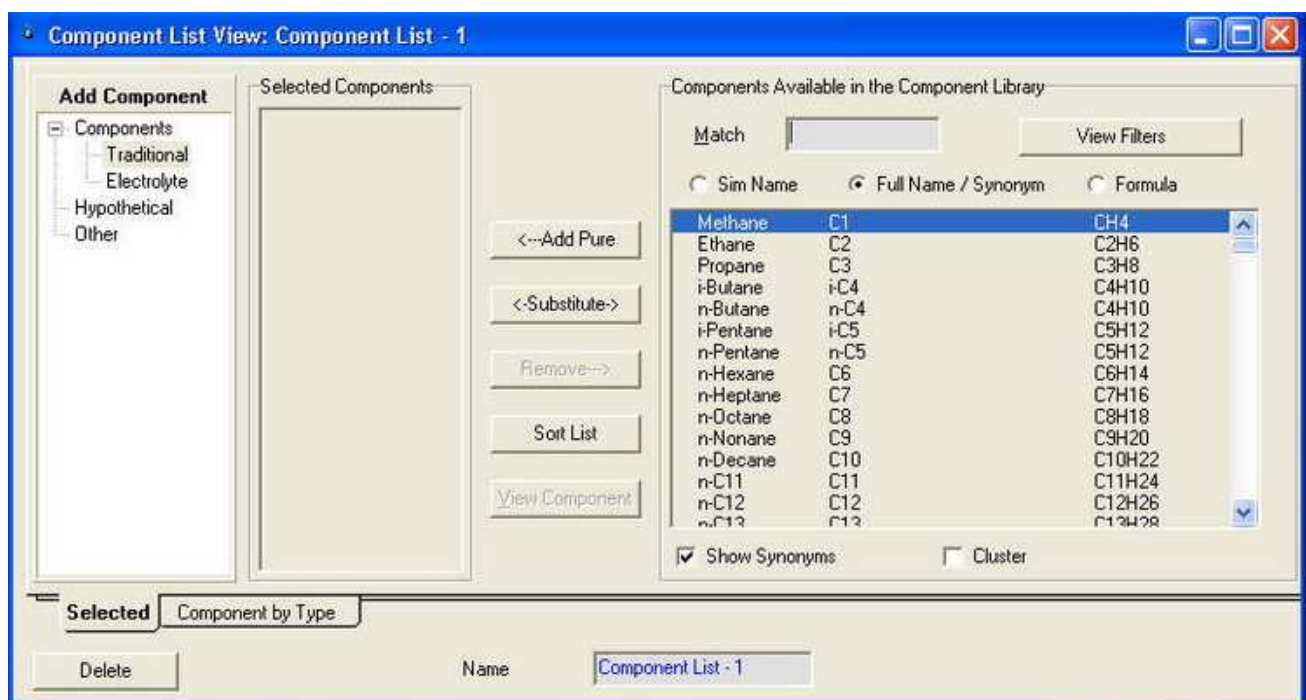 Component List View: Component List - 1
Add Component
Components
Traditional
Electrolyte
Hypothetical
Other
Selected Components
<---Add Pure
<-Substitute->
Remove--->
Sort List
View Component
Components Available in the Component Library
Match
View Filters
Sim Name Full Name / Synonym Formula
Methane C1 CH4
Ethane C2 C2H6
Propane C3 C3H8
i-Butane i-C4 C4H10
n-Butane n-C4 C4H10
i-Pentane i-C5 C5H12
n-Pentane n-C5 C5H12
n-Hexane C6 C6H14
n-Heptane C7 C7H16
n-Octane C8 C8H18
n-Nonane C9 C9H20
n-Decane C10 C10H22
n-C11 C11 C11H24
n-C12 C12 C12H26
n-C13 C13 C13H28
Show Synonyms Cluster
Selected Component by Type
Delete Name Component List - 1